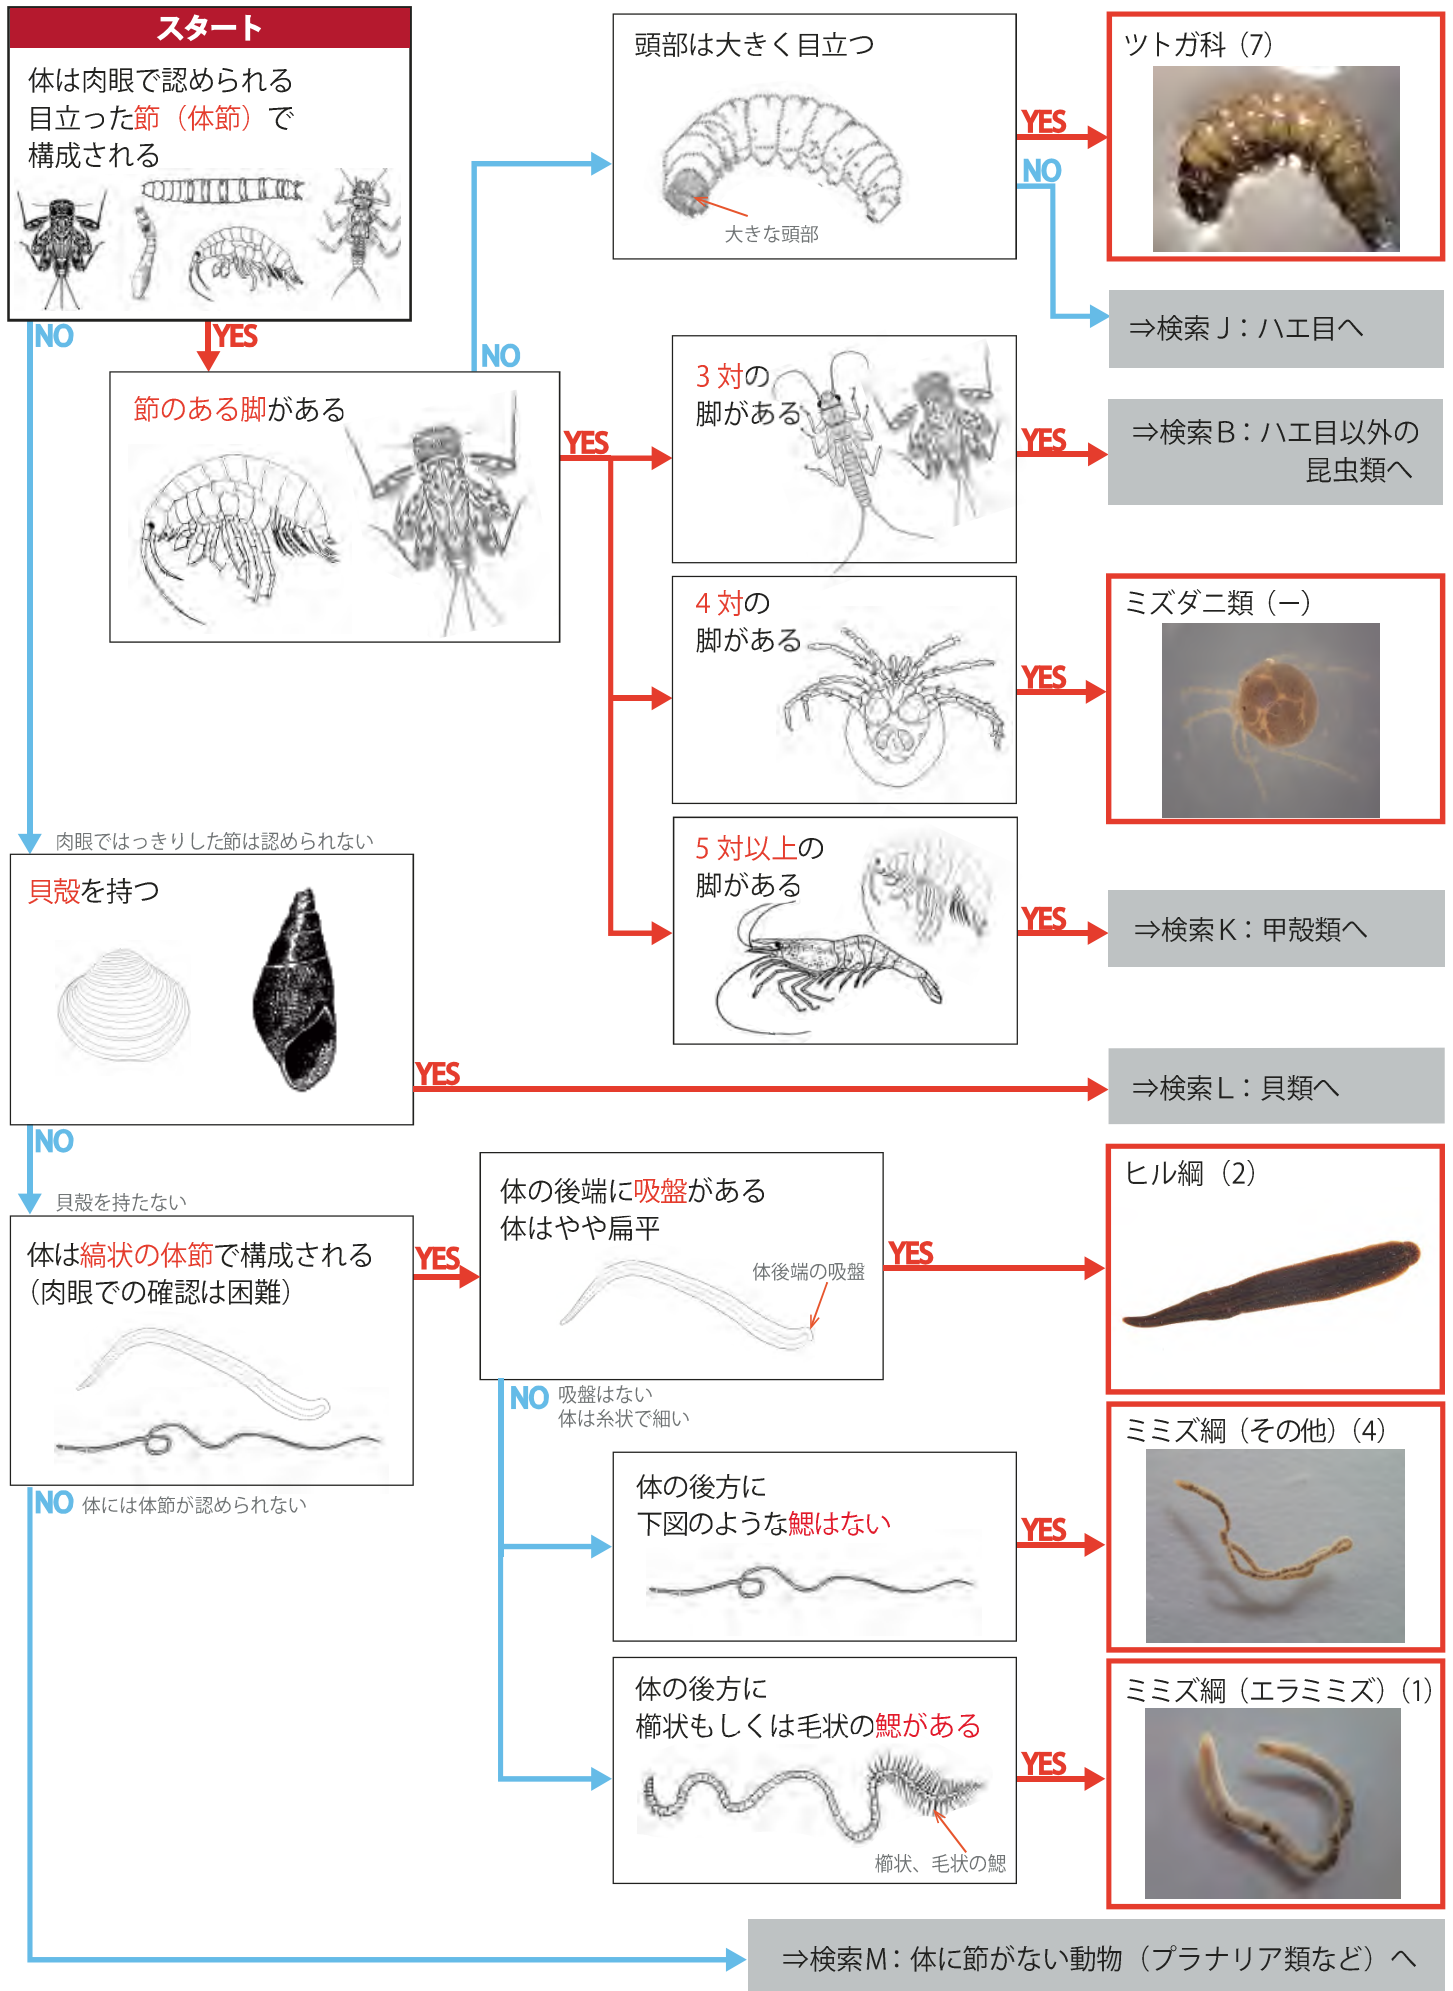 スタート
体は肉眼で認められる
目立った節（体節）で
構成される
NO
YES
頭部は大きく目立つ
大きな頭部
YES
NO
ツトガ科（7）
⇒検索J：ハエ目へ
NO
節のある脚がある
YES
3対の
脚がある
YES
⇒検索B：ハエ目以外の
昆虫類へ
4対の
脚がある
YES
ミズダニ類（ー）
5対以上の
脚がある
YES
⇒検索K：甲殻類へ
肉眼ではっきりした節は認められない
貝殻を持つ
YES
⇒検索L：貝類へ
NO
貝殻を持たない
体は縞状の体節で構成される
（肉眼での確認は困難）
YES
体の後端に吸盤がある
体はやや扁平
体後端の吸盤
YES
ヒル綱（2）
NO 吸盤はない
体は糸状で細い
NO 体には体節が認められない
体の後方に
下図のような鰓はない
YES
ミミズ綱（その他）（4）
体の後方に
櫛状もしくは毛状の鰓がある
櫛状、毛状の鰓
YES
ミミズ綱（エラミミズ）（1）
⇒検索M：体に節がない動物（プラナリア類など）へ